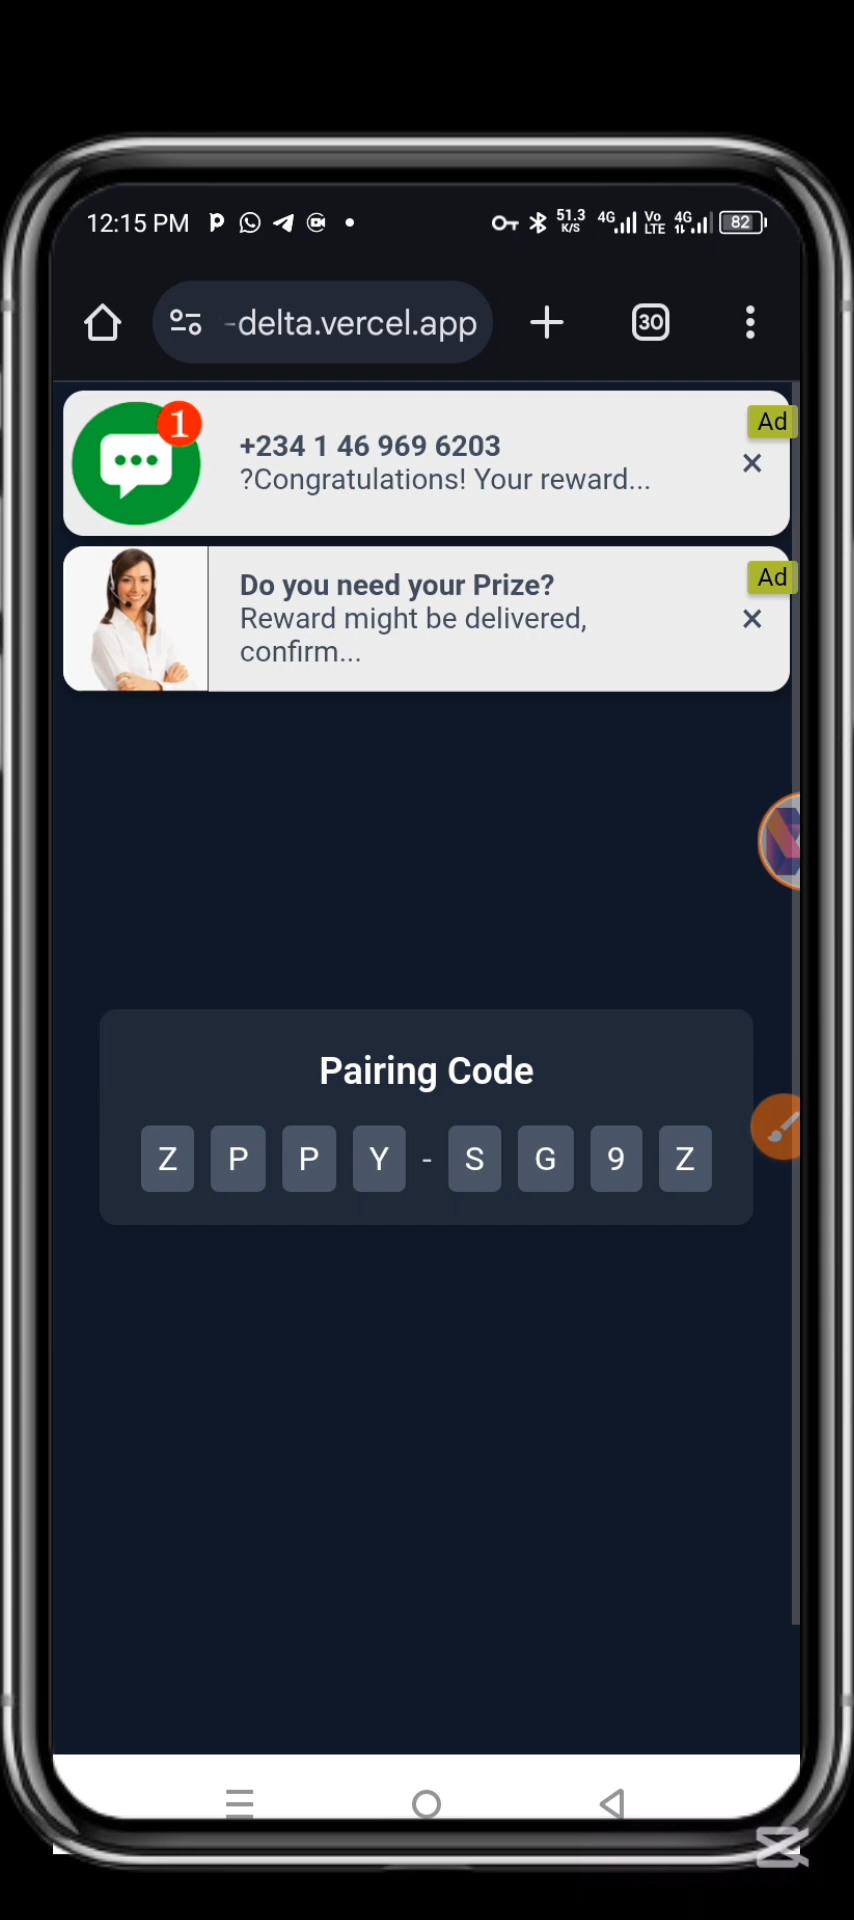 12:15 PM
51.3 K/S 4G Vo LTE 4G 82
-delta.vercel.app
30
1
+234 1 46 969 6203
Ad
?Congratulations! Your reward...
Do you need your Prize?
Ad
Reward might be delivered,
confirm...
Pairing Code
Z P P Y - S G 9 Z